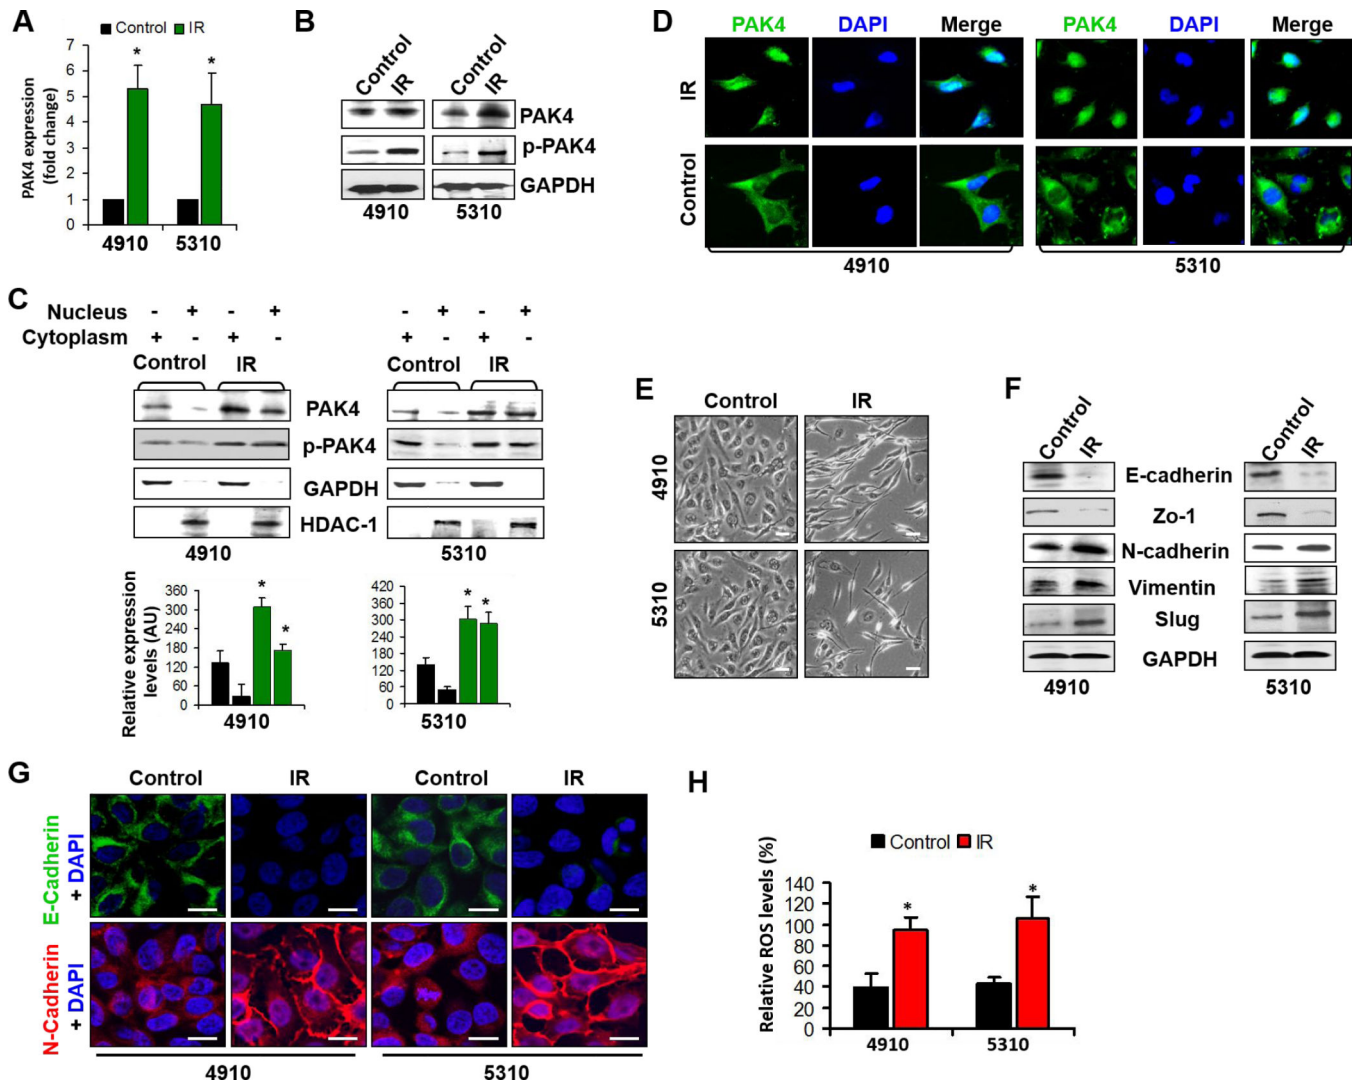 A
Control IR
PAK4 expression
(fold change)
7
6
5
4
3
2
1
0
* *
4910 5310
B
Control IR Control IR
PAK4
p-PAK4
GAPDH
4910 5310
C
Nucleus - + - + - + - +
Cytoplasm + - + - + - + -
Control IR Control IR
PAK4
p-PAK4
GAPDH
HDAC-1
4910 5310
Relative expression
levels (AU)
360
300
240
180
120
60
0
* *
4910
420
360
300
240
180
120
60
0
* *
5310
D
PAK4 DAPI Merge PAK4 DAPI Merge
IR
Control
4910 5310
E
Control IR
4910
5310
F
Control IR Control IR
E-cadherin
Zo-1
N-cadherin
Vimentin
Slug
GAPDH
4910 5310
G
Control IR Control IR
E-Cadherin
+ DAPI
N-Cadherin
+ DAPI
4910 5310
H
Control IR
Relative ROS levels (%)
140
120
100
80
60
40
20
0
* *
4910 5310